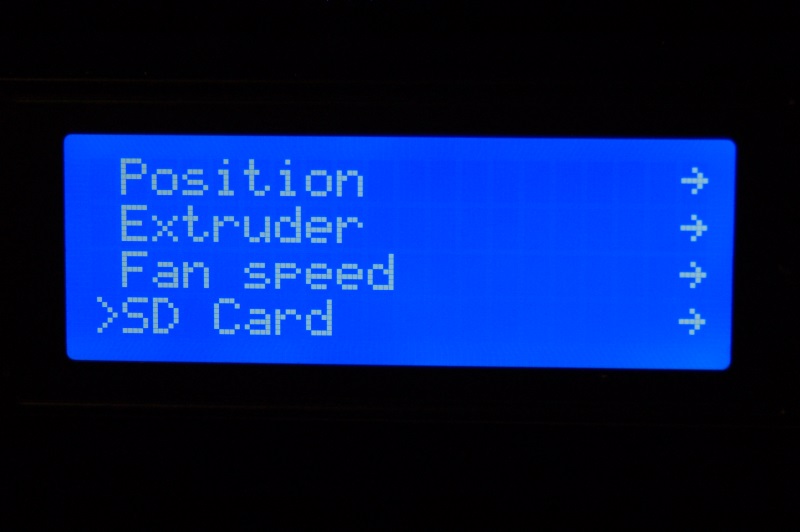 Position →
Extruder →
Fan speed →
>SD Card →